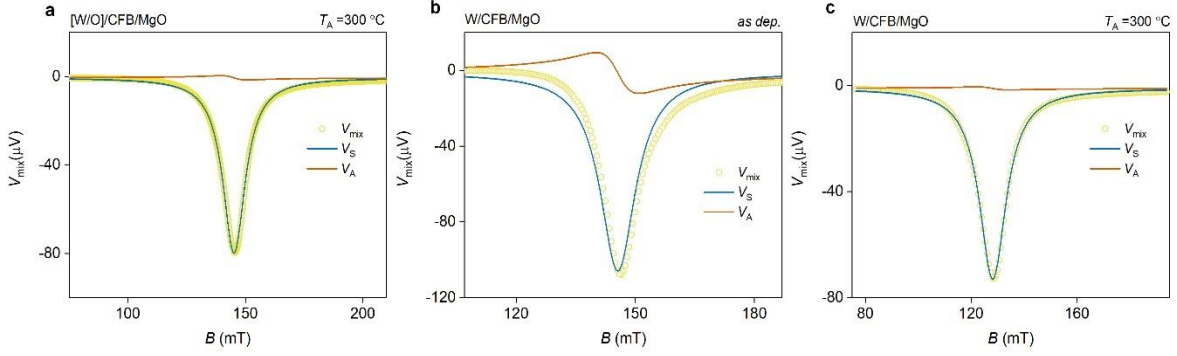 a
[W/O]/CFB/MgO
T_A =300 °C
0
-40
-80
V_mix(μV)
V_mix
V_S
V_A
100
150
200
B (mT)
b
W/CFB/MgO
as dep.
0
-40
-80
-120
V_mix(μV)
V_mix
V_S
V_A
120
150
180
B (mT)
c
W/CFB/MgO
T_A =300 °C
0
-40
-80
V_mix(μV)
V_mix
V_S
V_A
80
120
160
B (mT)